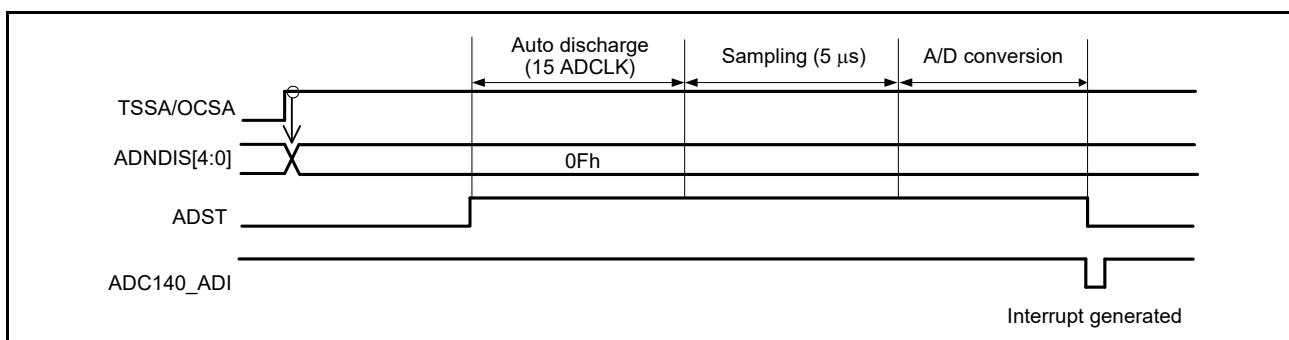 Auto discharge
(15 ADCLK)
Sampling (5 μs)
A/D conversion
TSSA/OCSA
ADNDIS[4:0]
0Fh
ADST
ADC140_ADI
Interrupt generated